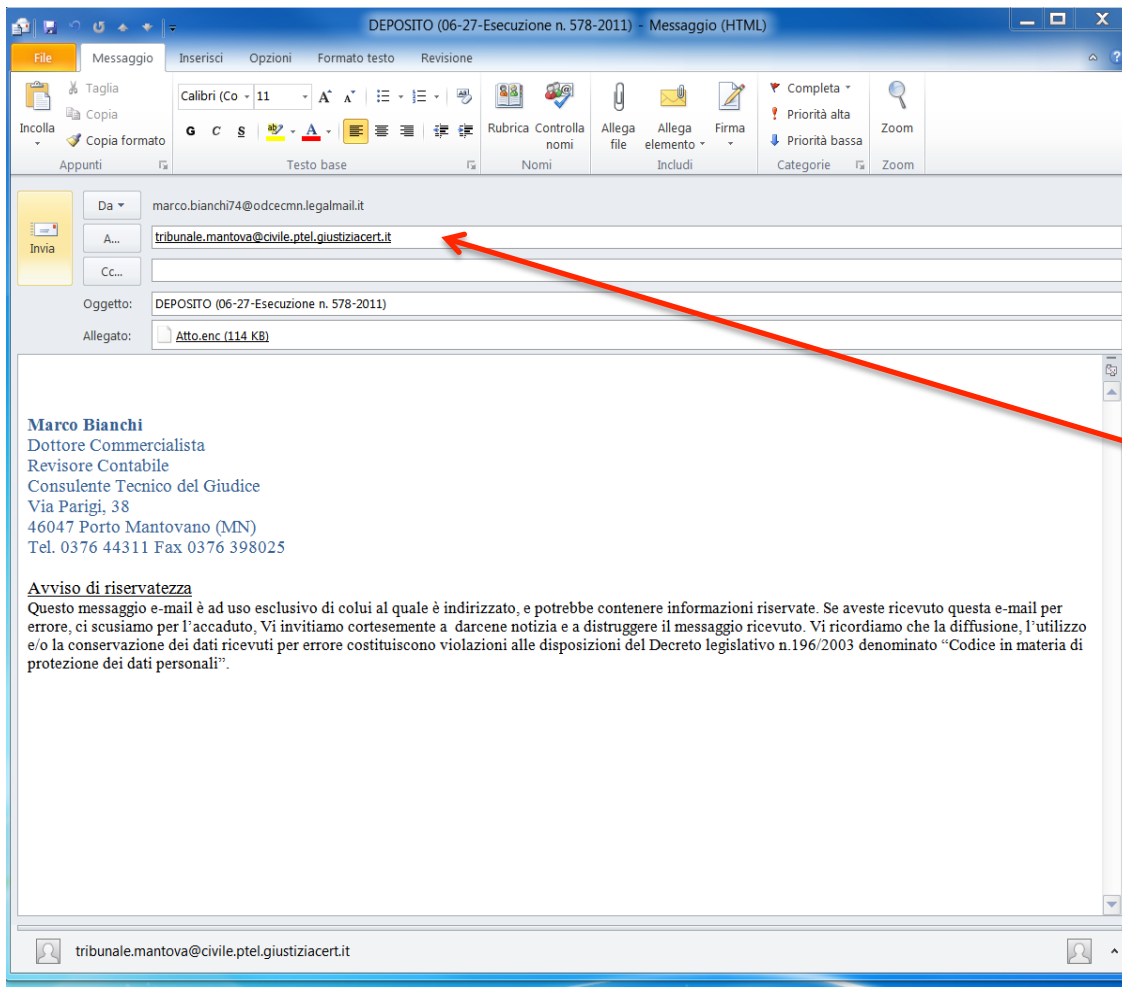 DEPOSITO (06-27-Esecuzione n. 578-2011) - Messaggio (HTML)
File Messaggio Inserisci Opzioni Formato testo Revisione
Incolla
Taglia
Copia
Copia formato
Appunti
Calibri (Co 11
G C S
Testo base
Rubrica Controlla nomi
Nomi
Allega file
Allega elemento
Firma
Includi
Completa
Priorità alta
Priorità bassa
Categorie
Zoom
Zoom
Invia
Da marco.bianchi74@odcecmn.legalmail.it
A... tribunale.mantova@civile.ptel.giustiziacert.it
Cc...
Oggetto: DEPOSITO (06-27-Esecuzione n. 578-2011)
Allegato: Atto.enc (114 KB)
Marco Bianchi
Dottore Commercialista
Revisore Contabile
Consulente Tecnico del Giudice
Via Parigi, 38
46047 Porto Mantovano (MN)
Tel. 0376 44311 Fax 0376 398025
Avviso di riservatezza
Questo messaggio e-mail è ad uso esclusivo di colui al quale è indirizzato, e potrebbe contenere informazioni riservate. Se aveste ricevuto questa e-mail per
errore, ci scusiamo per l’accaduto, Vi invitiamo cortesemente a darcene notizia e a distruggere il messaggio ricevuto. Vi ricordiamo che la diffusione, l’utilizzo
e/o la conservazione dei dati ricevuti per errore costituiscono violazioni alle disposizioni del Decreto legislativo n.196/2003 denominato “Codice in materia di
protezione dei dati personali”.
tribunale.mantova@civile.ptel.giustiziacert.it